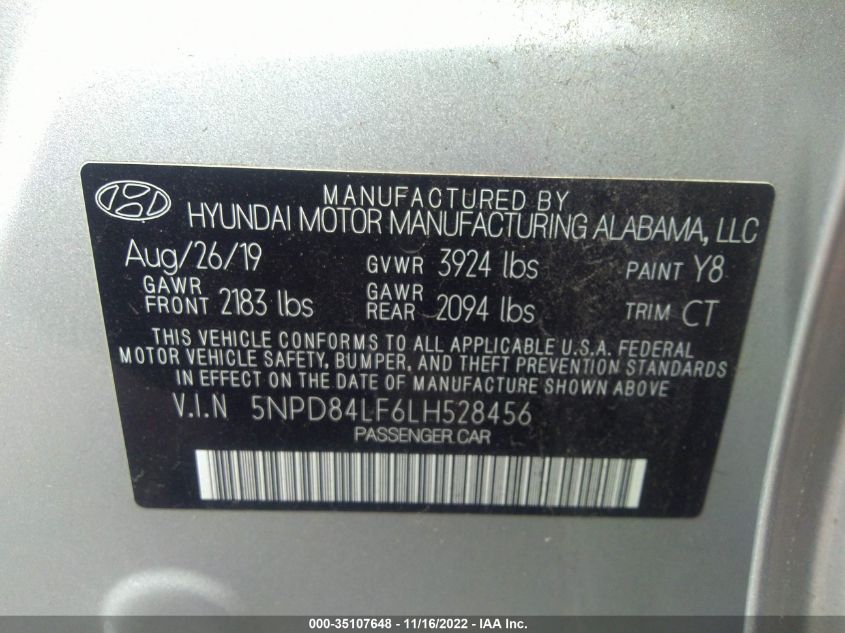 MANUFACTURED BY
HYUNDAI MOTOR MANUFACTURING ALABAMA, LLC
Aug/26/19 GVWR 3924 lbs PAINT Y8
GAWR FRONT 2183 lbs GAWR REAR 2094 lbs TRIM CT
THIS VEHICLE CONFORMS TO ALL APPLICABLE U.S.A. FEDERAL
MOTOR VEHICLE SAFETY, BUMPER, AND THEFT PREVENTION STANDARDS
IN EFFECT ON THE DATE OF MANUFACTURE SHOWN ABOVE
V.I.N 5NPD84LF6LH528456
PASSENGER CAR
000-35107648 - 11/16/2022 - IAA Inc.